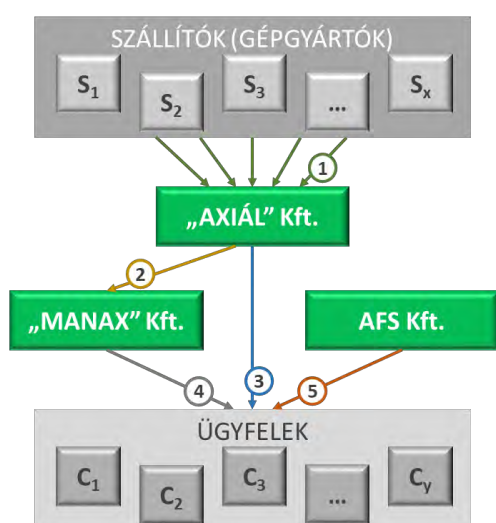 SZÁLLÍTÓK (GÉPGYÁRTÓK)
S₁
S₂
S₃
...
Sₓ
1
„AXIÁL” Kft.
2
„MANAX” Kft.
AFS Kft.
4
3
5
ÜGYFELEK
C₁
C₂
C₃
...
Cᵧ